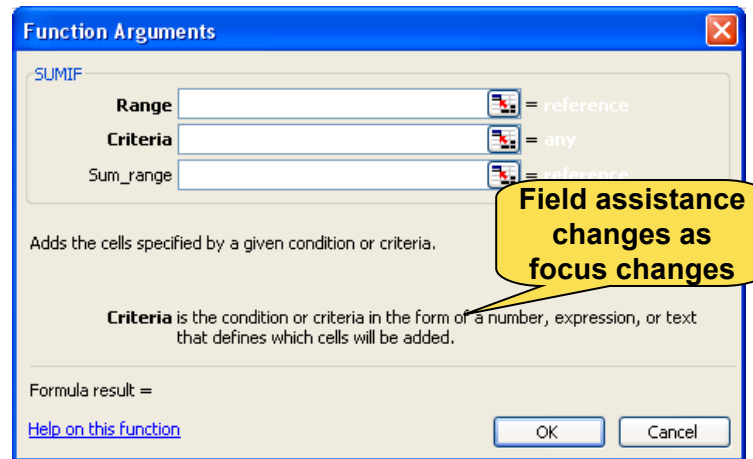 Function Arguments
SUMIF
Range = reference
Criteria = any
Sum_range = reference
Field assistance
changes as
focus changes
Adds the cells specified by a given condition or criteria.
Criteria is the condition or criteria in the form of a number, expression, or text
that defines which cells will be added.
Formula result =
Help on this function
OK Cancel